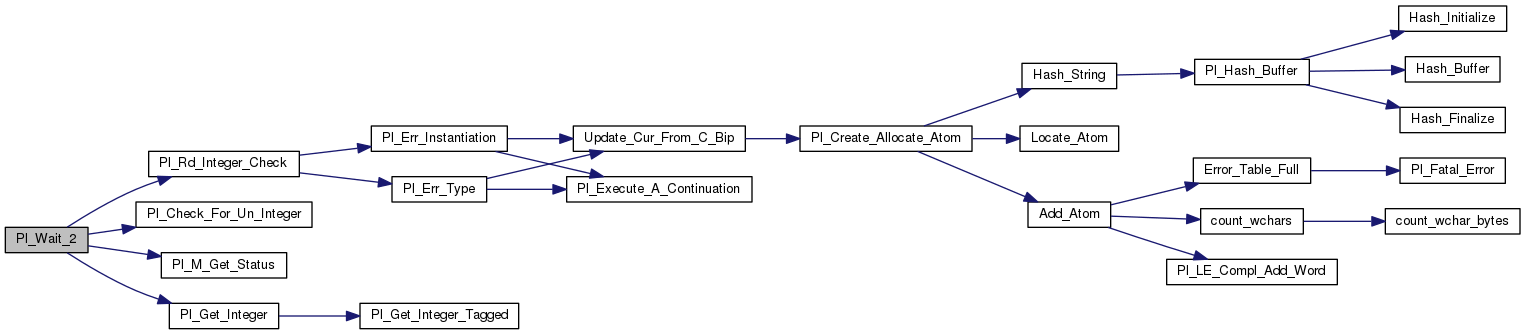 Pl_Wait_2
Pl_Rd_Integer_Check
Pl_Check_For_Un_Integer
Pl_M_Get_Status
Pl_Get_Integer
Pl_Err_Instantiation
Pl_Err_Type
Pl_Get_Integer_Tagged
Update_Cur_From_C_Bip
Pl_Execute_A_Continuation
Pl_Create_Allocate_Atom
Hash_String
Locate_Atom
Add_Atom
Pl_Hash_Buffer
Error_Table_Full
count_wchars
Pl_LE_Compl_Add_Word
Hash_Initialize
Hash_Buffer
Hash_Finalize
Pl_Fatal_Error
count_wchar_bytes